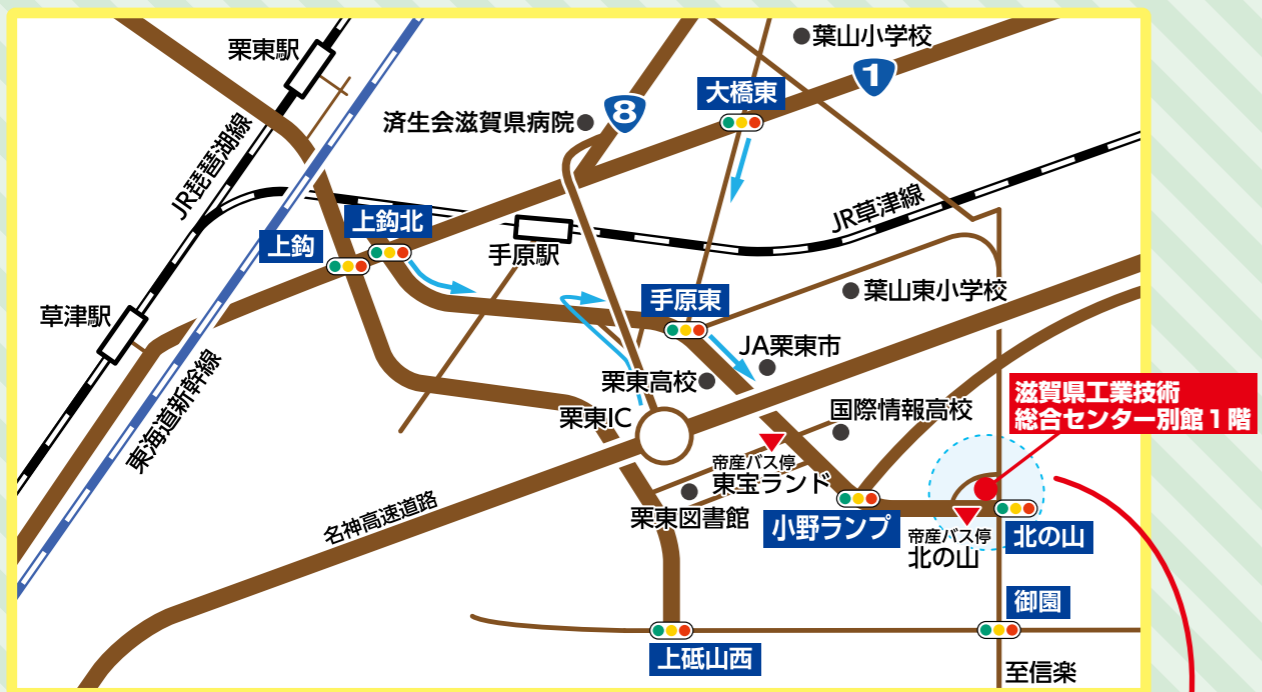 栗東駅
葉山小学校
1
大橋東
8
済生会滋賀県病院
JR琵琶湖線
JR草津線
上鈎北
上鈎
手原駅
手原東
葉山東小学校
草津駅
JA栗東市
東海道新幹線
栗東高校
滋賀県工業技術
総合センター別館1階
栗東IC
国際情報高校
帝産バス停
東宝ランド
名神高速道路
栗東図書館
小野ランプ
帝産バス停
北の山
北の山
御園
上砥山西
至信楽